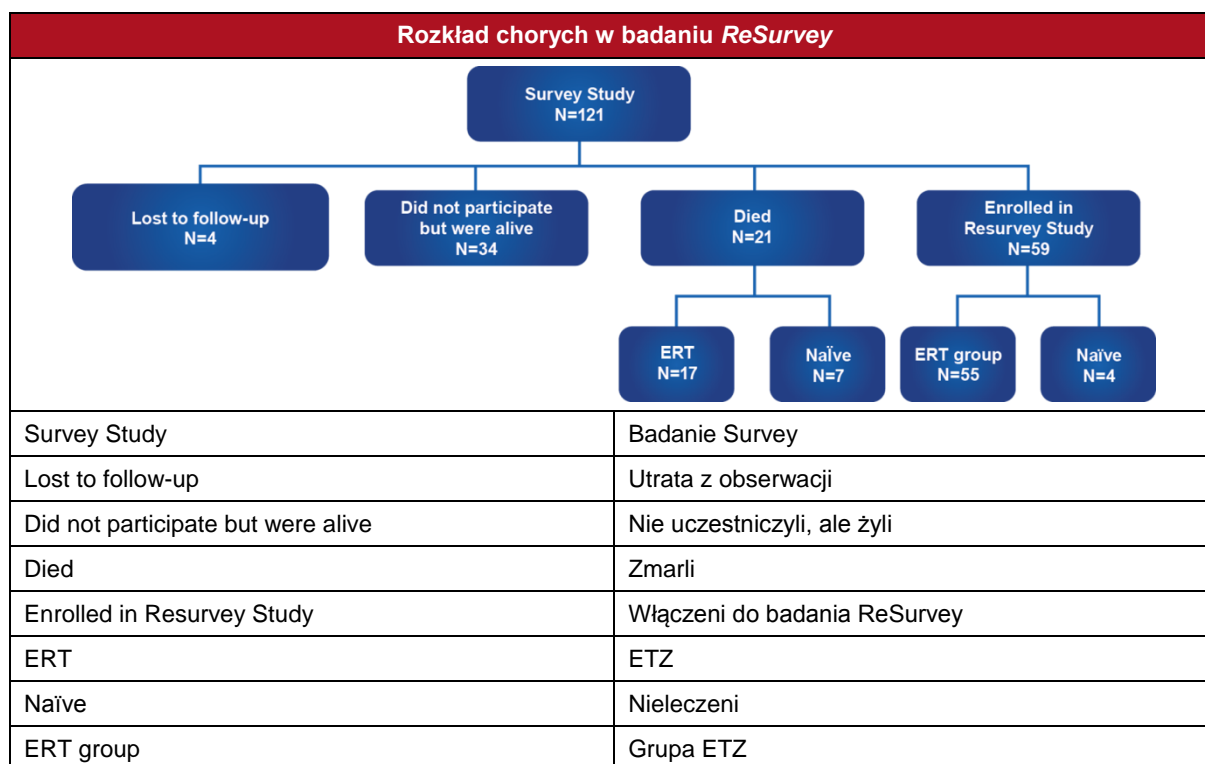 Rozkład chorych w badaniu ReSurvey
Survey Study
N=121
Lost to follow-up
N=4
Did not participate
but were alive
N=34
Died
N=21
Enrolled in
Resurvey Study
N=59
ERT
N=17
NaÏve
N=7
ERT group
N=55
Naïve
N=4
Survey Study Badanie Survey
Lost to follow-up Utrata z obserwacji
Did not participate but were alive Nie uczestniczyli, ale żyli
Died Zmarli
Enrolled in Resurvey Study Włączeni do badania ReSurvey
ERT ETZ
Naïve Nieleczeni
ERT group Grupa ETZ